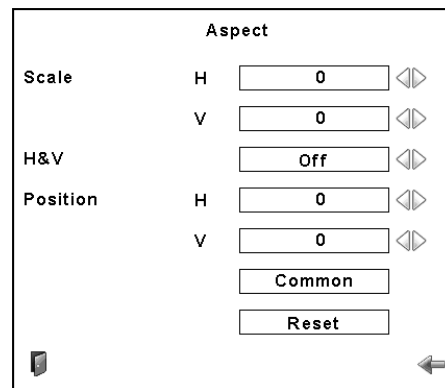 Aspect
Scale H 0
V 0
H&V Off
Position H 0
V 0
Common
Reset